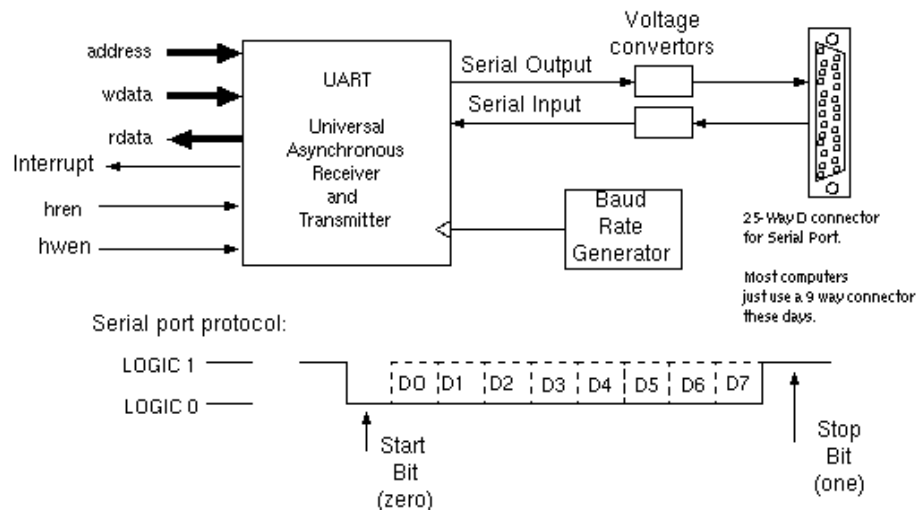 address
wdata
rdata
Interrupt
hren
hwen
UART
Universal
Asynchronous
Receiver
and
Transmitter
Serial Output
Serial Input
Voltage
convertors
Baud
Rate
Generator
25-Way D connector
for Serial Port.
Most computers
just use a 9 way connector
these days.
Serial port protocol:
LOGIC 1
LOGIC 0
D0 D1 D2 D3 D4 D5 D6 D7
Start
Bit
(zero)
Stop
Bit
(one)